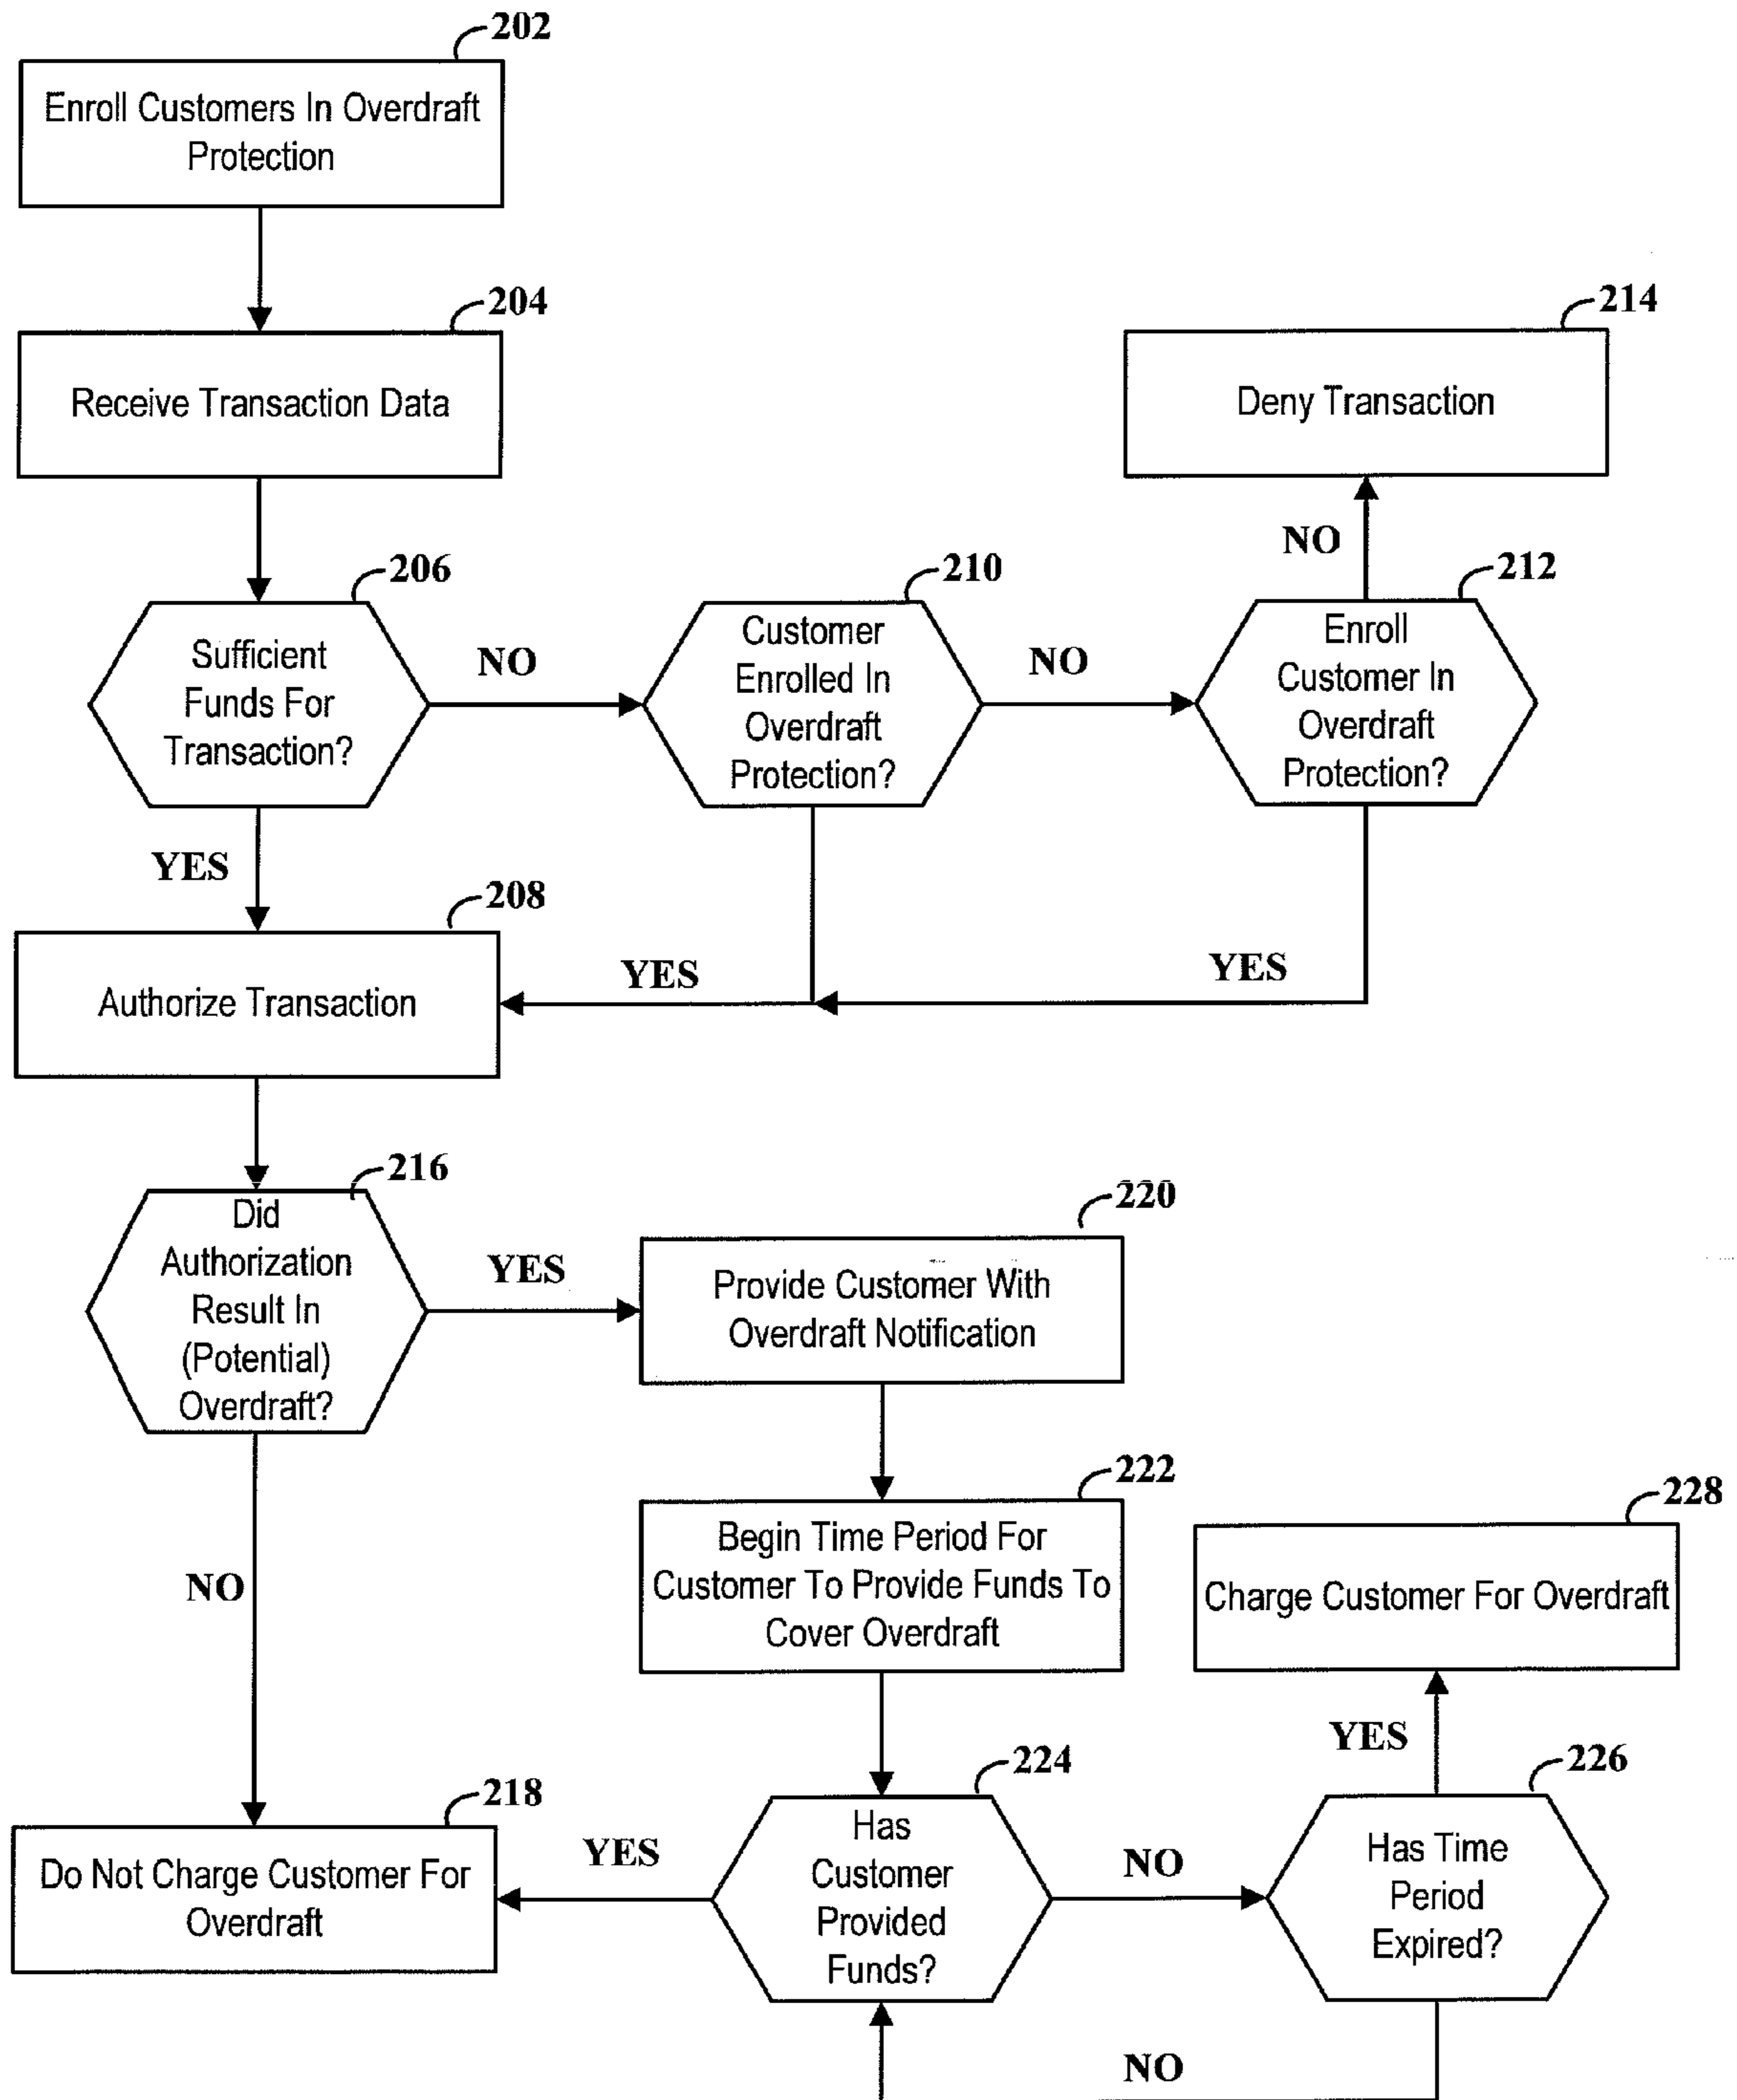 202
Enroll Customers In Overdraft
Protection
204
Receive Transaction Data
214
Deny Transaction
NO
206
Sufficient
Funds For
Transaction?
NO
210
Customer
Enrolled In
Overdraft
Protection?
NO
212
Enroll
Customer In
Overdraft
Protection?
YES
208
Authorize Transaction
YES
YES
216
Did
Authorization
Result In
(Potential)
Overdraft?
YES
220
Provide Customer With
Overdraft Notification
222
Begin Time Period For
Customer To Provide Funds To
Cover Overdraft
228
Charge Customer For Overdraft
NO
YES
218
Do Not Charge Customer For
Overdraft
YES
224
Has
Customer
Provided
Funds?
NO
226
Has Time
Period
Expired?
NO